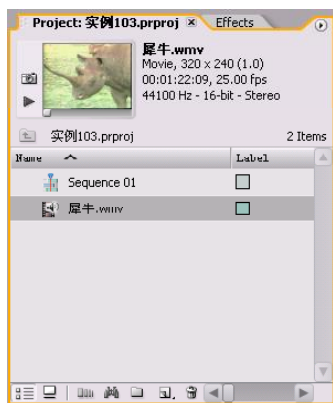 Project: 实例103.prproj × Effects
犀牛.wmv
Movie, 320 x 240 (1.0)
00:01:22:09, 25.00 fps
44100 Hz - 16-bit - Stereo
实例103.prproj 2 Items
Name Label
Sequence 01
犀牛.wmv